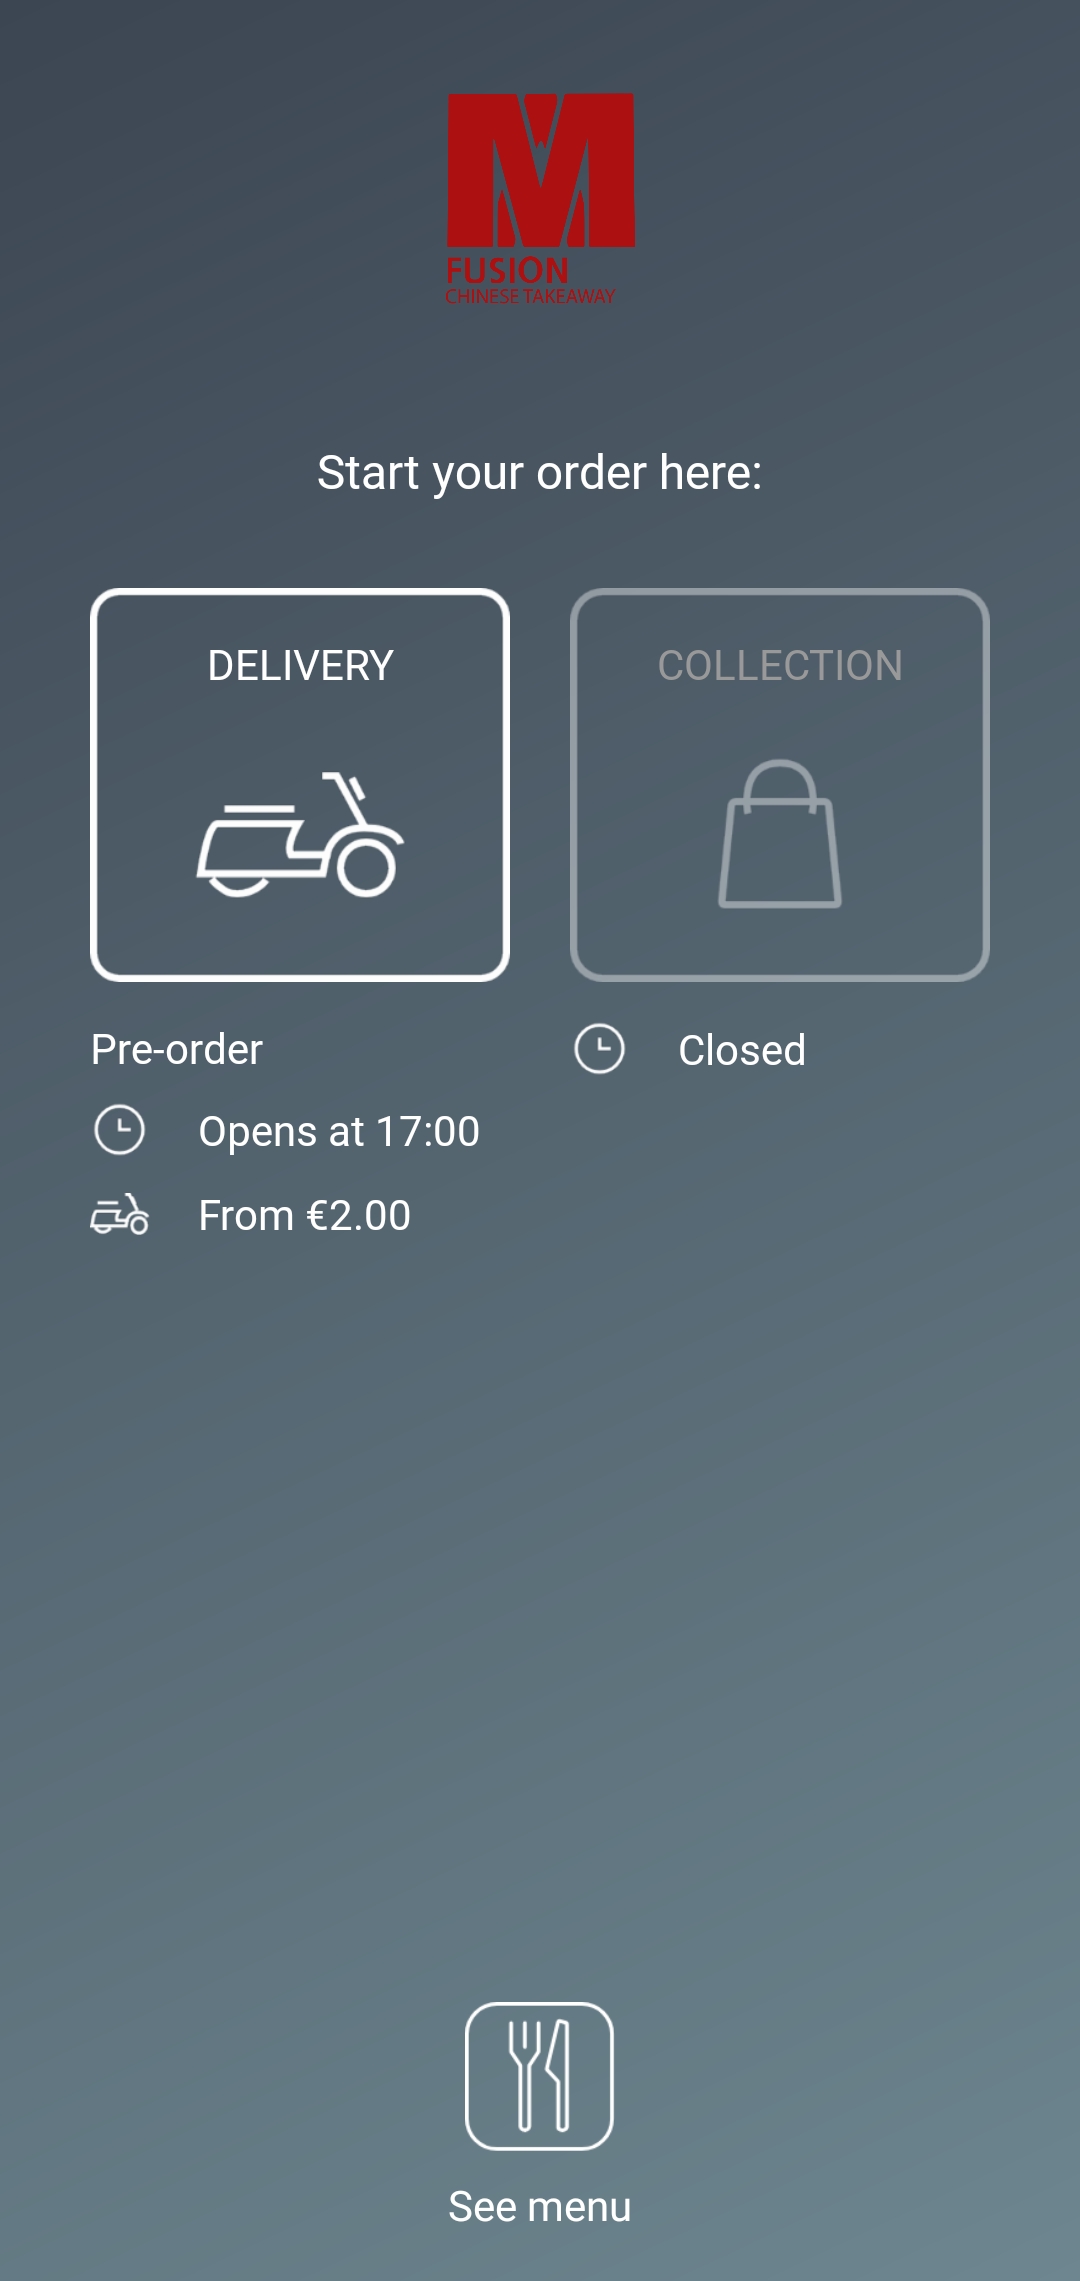 FUSION
CHINESE TAKEAWAY
Start your order here:
DELIVERY
COLLECTION
Pre-order
Opens at 17:00
From €2.00
Closed
See menu